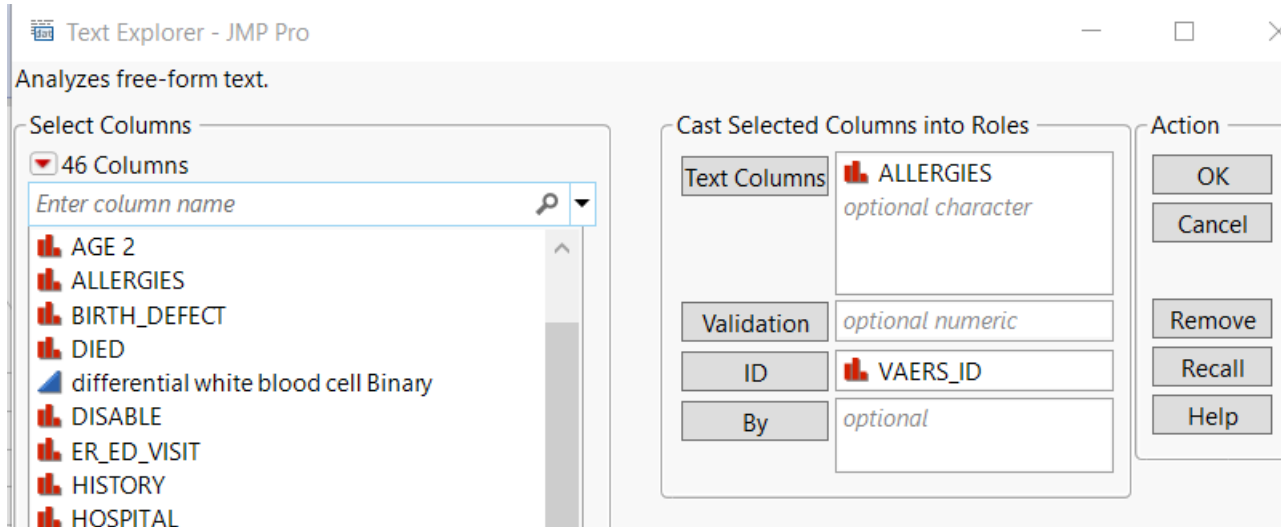 Text Explorer - JMP Pro
Analyzes free-form text.
Select Columns
46 Columns
Enter column name
AGE 2
ALLERGIES
BIRTH_DEFECT
DIED
differential white blood cell Binary
DISABLE
ER_ED_VISIT
HISTORY
HOSPITAL
Cast Selected Columns into Roles
Text Columns
ALLERGIES
optional character
Validation
optional numeric
ID
VAERS_ID
By
optional
Action
OK
Cancel
Remove
Recall
Help